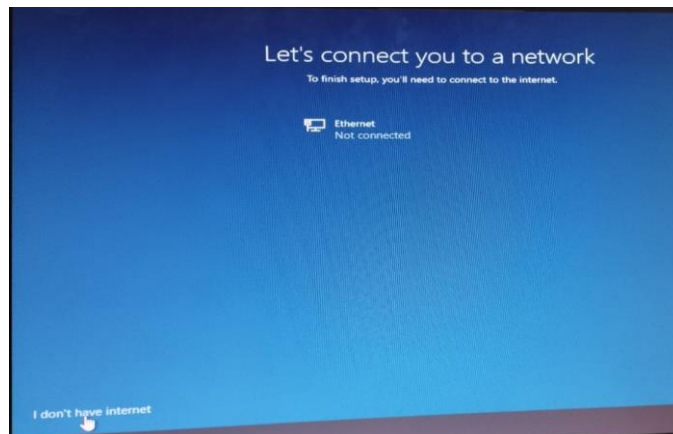 Let's connect you to a network
To finish setup, you'll need to connect to the internet.
Ethernet
Not connected
I don't have internet